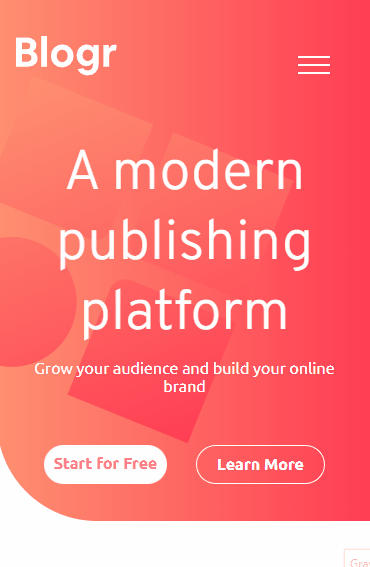 Blogr
A modern
publishing
platform
Grow your audience and build your online
brand
Start for Free
Learn More